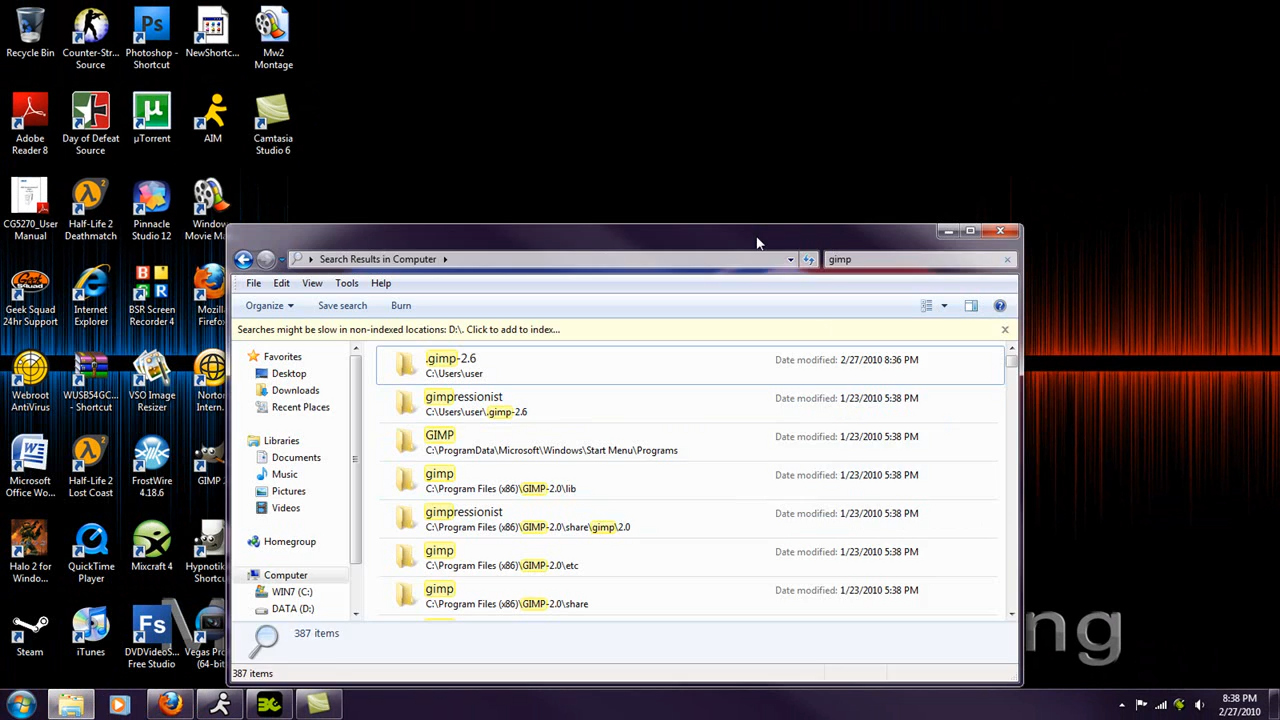 Recycle Bin
Counter-Str... Source
Photoshop - Shortcut
NewShortc...
Mw2 Montage
Adobe Reader 8
Day of Defeat Source
µTorrent
AIM
Camtasia Studio 6
CG5270_User Manual
Half-Life 2 Deathmatch
Pinnacle Studio 12
Window Movie Ma
Geek Squad 24hr Support
Internet Explorer
BSR Screen Recorder 4
Mozilla Firefox
Webroot AntiVirus
WUSB54GC... - Shortcut
VSO Image Resizer
Norton Intern...
Microsoft Office Wo...
Half-Life 2 Lost Coast
FrostWire 4.18.6
GIMP
Halo 2 for Windo...
QuickTime Player
Mixcraft 4
Hypnotik Shortcut
Steam
iTunes
DVDVideoS... Free Studio
Vegas Pro (64-bit
Search Results in Computer
gimp
File Edit View Tools Help
Organize Save search Burn
Searches might be slow in non-indexed locations: D:\. Click to add to index...
Favorites
Desktop
Downloads
Recent Places
Libraries
Documents
Music
Pictures
Videos
Homegroup
Computer
WIN7 (C:)
DATA (D:)
.gimp-2.6 Date modified: 2/27/2010 8:36 PM
C:\Users\user
gimpressionist Date modified: 1/23/2010 5:38 PM
C:\Users\user\.gimp-2.6
GIMP Date modified: 1/23/2010 5:38 PM
C:\ProgramData\Microsoft\Windows\Start Menu\Programs
gimp Date modified: 1/23/2010 5:38 PM
C:\Program Files (x86)\GIMP-2.0\lib
gimpressionist Date modified: 1/23/2010 5:38 PM
C:\Program Files (x86)\GIMP-2.0\share\gimp\2.0
gimp Date modified: 1/23/2010 5:38 PM
C:\Program Files (x86)\GIMP-2.0\etc
gimp Date modified: 1/23/2010 5:38 PM
C:\Program Files (x86)\GIMP-2.0\share
387 items
387 items
8:38 PM
2/27/2010